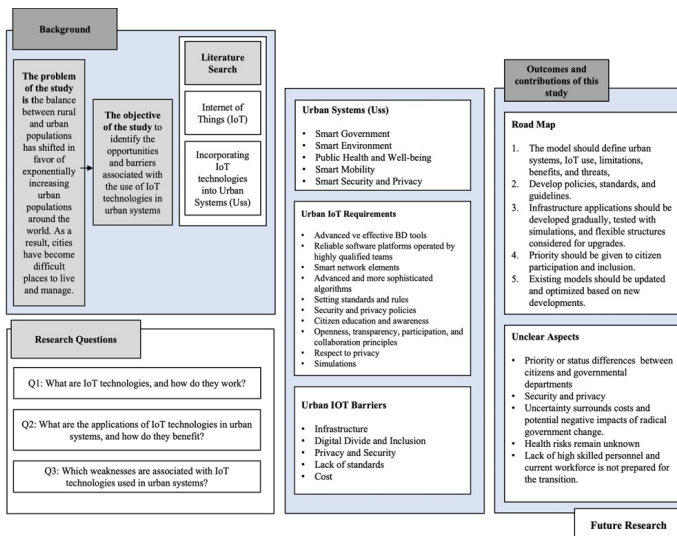 Background
The problem
of the study
is the balance
between rural
and urban
populations
has shifted in
favor of
exponentially
increasing
urban
populations
around the
world. As a
result, cities
have become
difficult
places to live
and manage.
The objective
of the study to
identify the
opportunities
and barriers
associated with
the use of IoT
technologies in
urban systems
Literature
Search
Internet of
Things (IoT)
Incorporating
IoT
technologies
into Urban
Systems (Uss)
Research Questions
Q1: What are IoT technologies, and how do they work?
Q2: What are the applications of IoT technologies in urban
systems, and how do they benefit?
Q3: Which weaknesses are associated with IoT
technologies used in urban systems?
Urban Systems (Uss)
• Smart Government
• Smart Environment
• Public Health and Well-being
• Smart Mobility
• Smart Security and Privacy
Urban IoT Requirements
• Advanced ve effective BD tools
• Reliable software platforms operated by
highly qualified teams
• Smart network elements
• Advanced and more sophisticated
algorithms
• Setting standards and rules
• Security and privacy policies
• Citizen education and awareness
• Openness, transparency, participation, and
collaboration principles
• Respect to privacy
• Simulations
Urban IOT Barriers
• Infrastructure
• Digital Divide and Inclusion
• Privacy and Security
• Lack of standards
• Cost
Outcomes and
contributions of this
study
Road Map
1. The model should define urban
systems, IoT use, limitations,
benefits, and threats,
2. Develop policies, standards, and
guidelines.
3. Infrastructure applications should be
developed gradually, tested with
simulations, and flexible structures
considered for upgrades.
4. Priority should be given to citizen
participation and inclusion.
5. Existing models should be updated
and optimized based on new
developments.
Unclear Aspects
• Priority or status differences between
citizens and governmental
departments
• Security and privacy
• Uncertainty surrounds costs and
potential negative impacts of radical
government change.
• Health risks remain unknown
• Lack of high skilled personnel and
current workforce is not prepared for
the transition.
Future Research